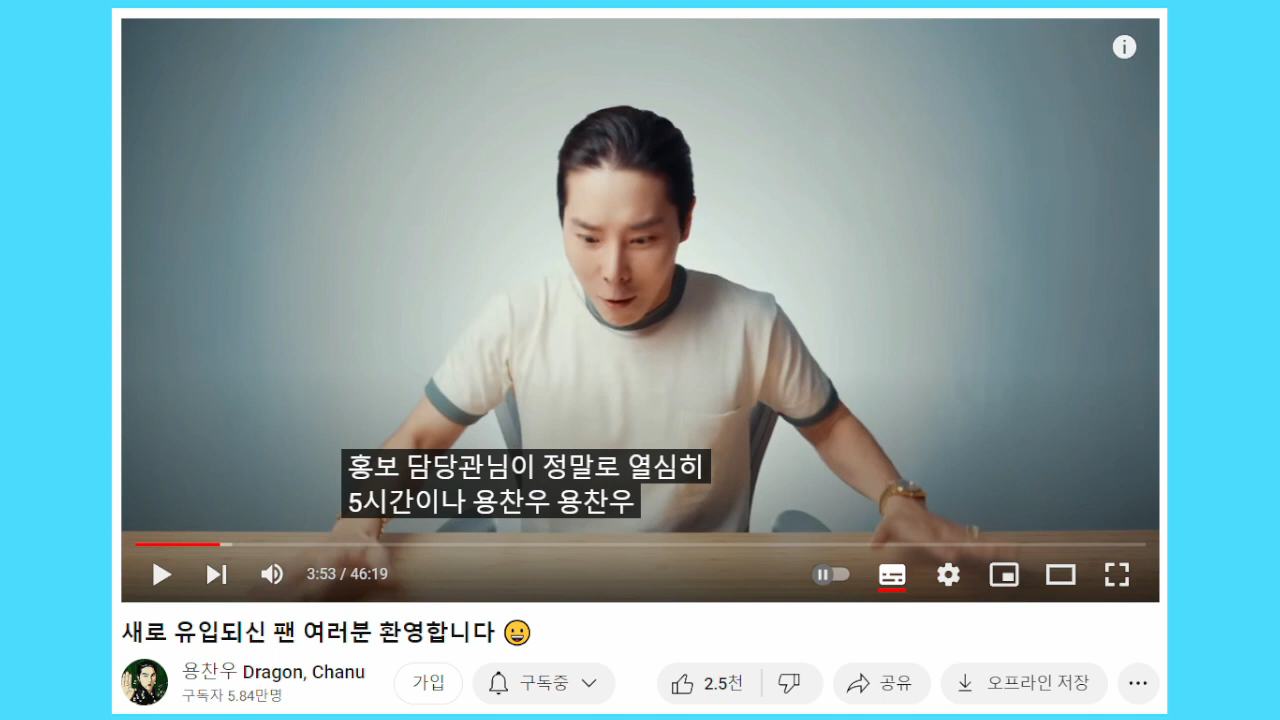 홍보 담당관님이 정말로 열심히
5시간이나 용찬우 용찬우
3:53 / 46:19
새로 유입되신 팬 여러분 환영합니다 😀
용찬우 Dragon, Chanu
구독자 5.84만명
가입
구독중
2.5천
공유
오프라인 저장